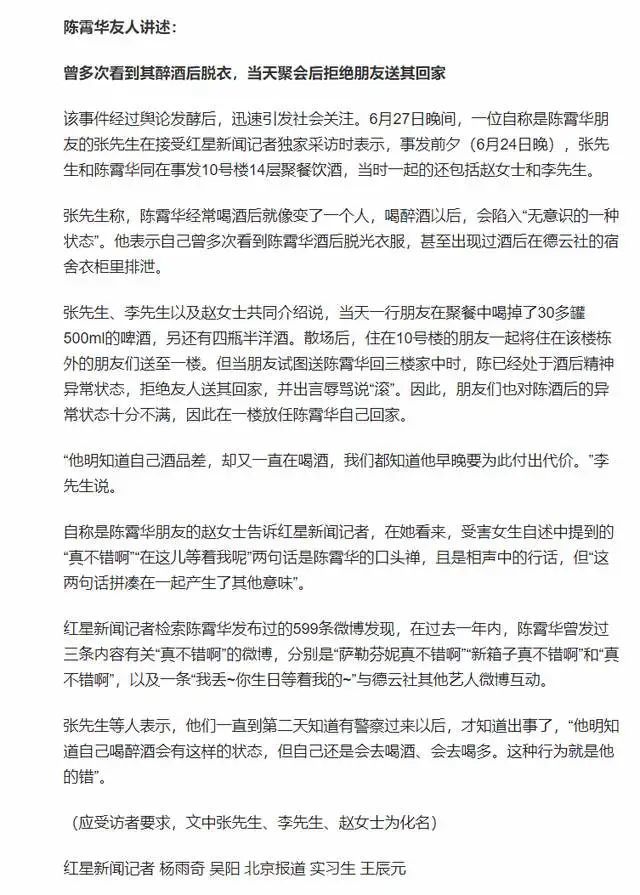 陈霄华友人讲述：
曾多次看到其醉酒后脱衣，当天聚会后拒绝朋友送其回家
该事件经过舆论发酵后，迅速引发社会关注。6月27日晚间，一位自称是陈霄华朋
友的张先生在接受红星新闻记者独家采访时表示，事发前夕（6月24日晚），张先
生和陈霄华同在事发10号楼14层聚餐饮酒，当时一起的还包括赵女士和李先生。
张先生称，陈霄华经常喝酒后就像变了一个人，喝醉酒以后，会陷入“无意识的一种
状态”。他表示自己曾多次看到陈霄华酒后脱光衣服，甚至出现过酒后在德云社的宿
舍衣柜里排泄。
张先生、李先生以及赵女士共同介绍说，当天一行朋友在聚餐中喝掉了30多罐
500ml的啤酒，另还有四瓶半洋酒。散场后，住在10号楼的朋友一起将住在该楼栋
外的朋友们送至一楼。但当朋友试图送陈霄华回三楼家中时，陈已经处于酒后精神
异常状态，拒绝友人送其回家，并出言辱骂说“滚”。因此，朋友们也对陈酒后的异
常状态十分不满，因此在一楼放任陈霄华自己回家。
“他明知道自己酒品差，却又一直在喝酒，我们都知道他早晚要为此付出代价。”李
先生说。
自称是陈霄华朋友的赵女士告诉红星新闻记者，在她看来，受害女生自述中提到的
“真不错啊”“在这儿等着我呢”两句话是陈霄华的口头禅，且是相声中的行话，但“这
两句话拼凑在一起产生了其他意味”。
红星新闻记者检索陈霄华发布过的599条微博发现，在过去一年内，陈霄华曾发过
三条内容有关“真不错啊”的微博，分别是“萨勒芬妮真不错啊”“新箱子真不错啊”和“真
不错啊”，以及一条“我丢~你生日等着我的~”与德云社其他艺人微博互动。
张先生等人表示，他们一直到第二天知道有警察过来以后，才知道出事了，“他明知
道自己喝醉酒会有这样的状态，但自己还是会去喝酒、会去喝多。这种行为就是他
的错”。
（应受访者要求，文中张先生、李先生、赵女士为化名）
红星新闻记者 杨雨奇 吴阳 北京报道 实习生 王辰元